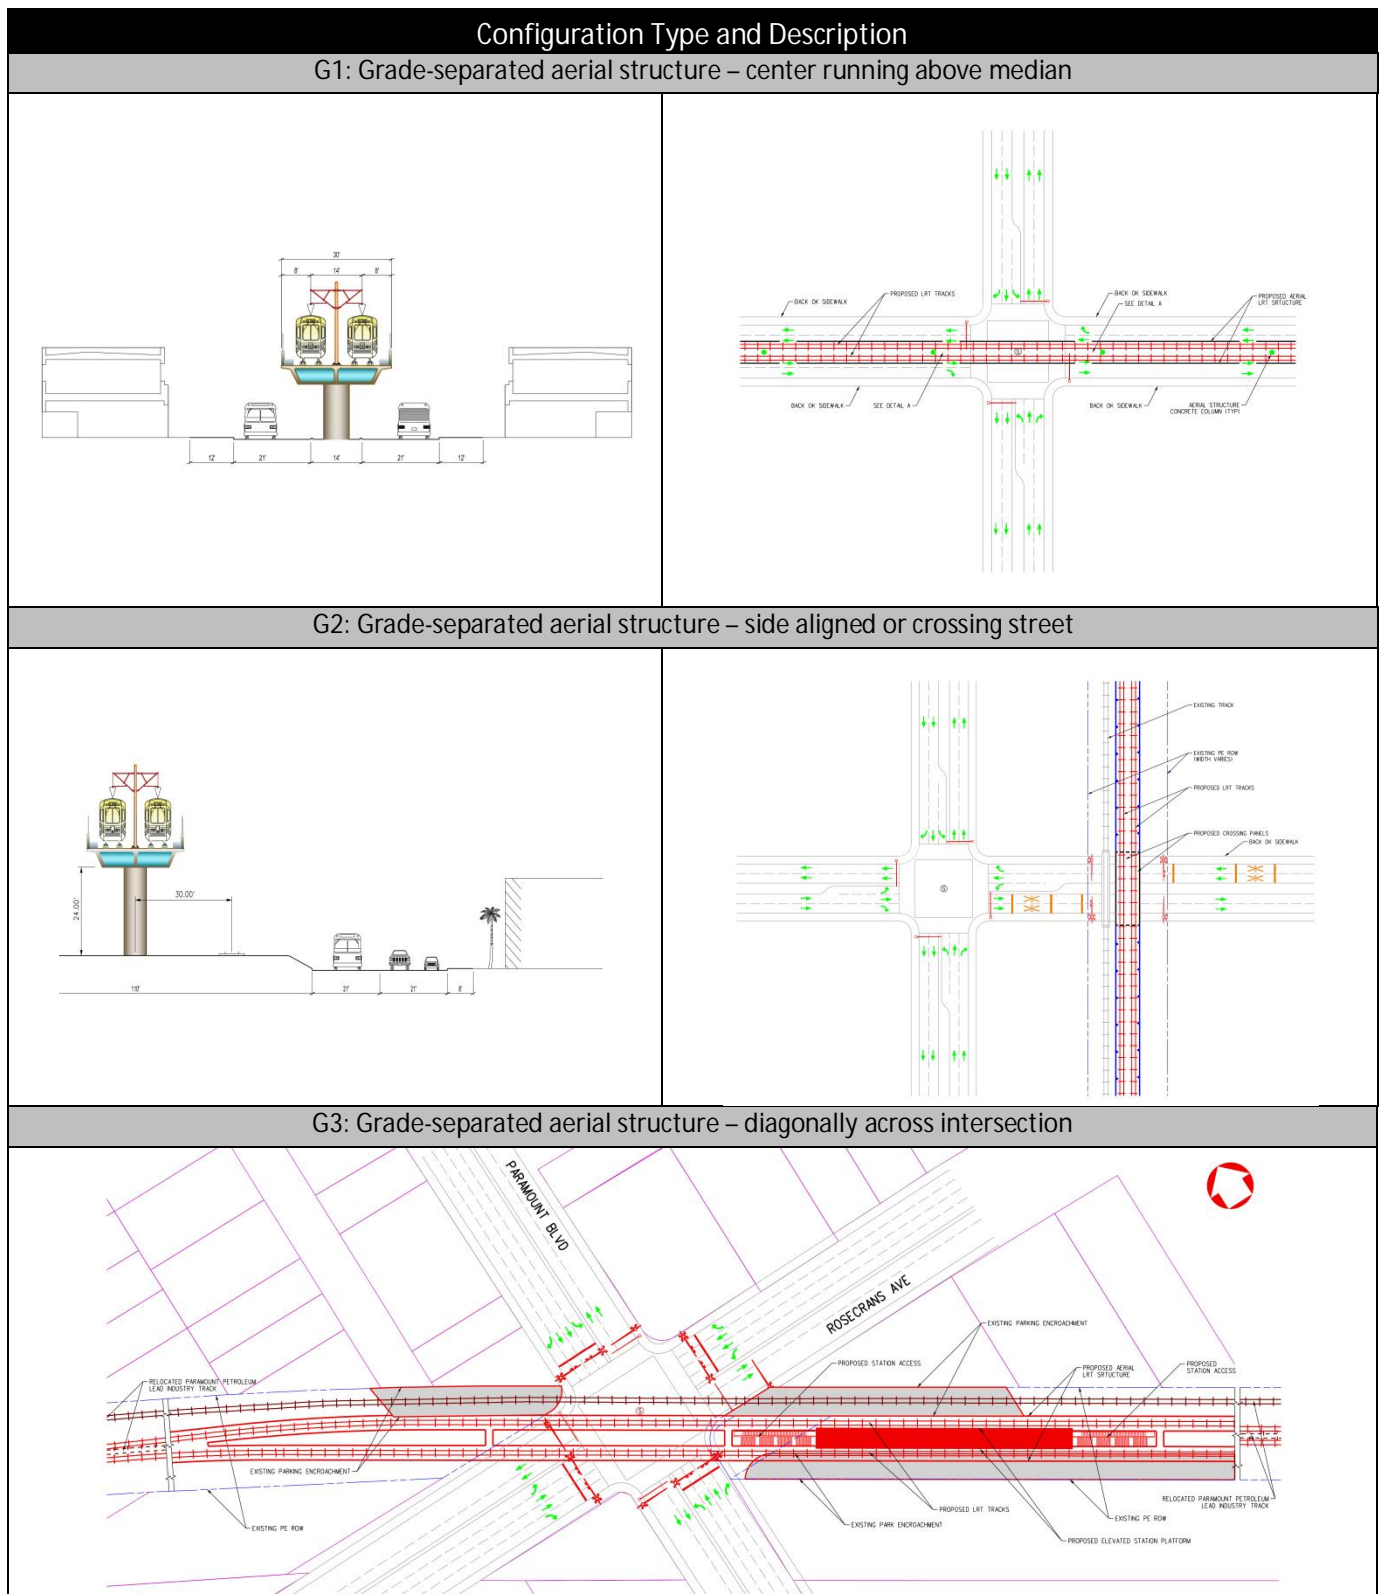 Configuration Type and Description
G1: Grade-separated aerial structure – center running above median
30'
8'
14'
8'
12'
21'
14'
21'
12'
BACK OK SIDEWALK
PROPOSED LRT TRACKS
BACK OK SIDEWALK
SEE DETAIL A
PROPOSED AERIAL
LRT SRTUCTURE
S
BACK OK SIDEWALK
SEE DETAIL A
BACK OK SIDEWALK
AERIAL STRUCTURE
CONCRETE COLUMN (TYP)
G2: Grade-separated aerial structure – side aligned or crossing street
24.00'
30.00'
110'
21'
21'
8'
EXISTING TRACK
EXISTING PE ROW
(WIDTH VARIES)
PROPOSED LRT TRACKS
PROPOSED CROSSING PANELS
BACK OK SIDEWALK
S
G3: Grade-separated aerial structure – diagonally across intersection
PARAMOUNT BLVD
ROSECRANS AVE
EXISTING PARKING ENCROACHMENT
PROPOSED STATION ACCESS
PROPOSED AERIAL
LRT SRTUCTURE
PROPOSED
STATION ACCESS
RELOCATED PARAMOUNT PETROLEUM
LEAD INDUSTRY TRACK
S
EXISTING PARKING ENCROACHMENT
EXISTING PE ROW
PROPOSED LRT TRACKS
EXISTING PARK ENCROACHMENT
RELOCATED PARAMOUNT PETROLEUM
LEAD INDUSTRY TRACK
EXISTING PE ROW
PROPOSED ELEVATED STATION PLATFORM